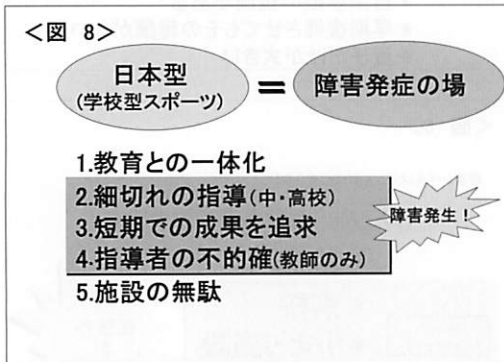 ＜図 8＞
日本型
(学校型スポーツ)
＝
障害発症の場
1.教育との一体化
2.細切れの指導(中・高校)
3.短期での成果を追求
障害発生！
4.指導者の不的確(教師のみ)
5.施設の無駄